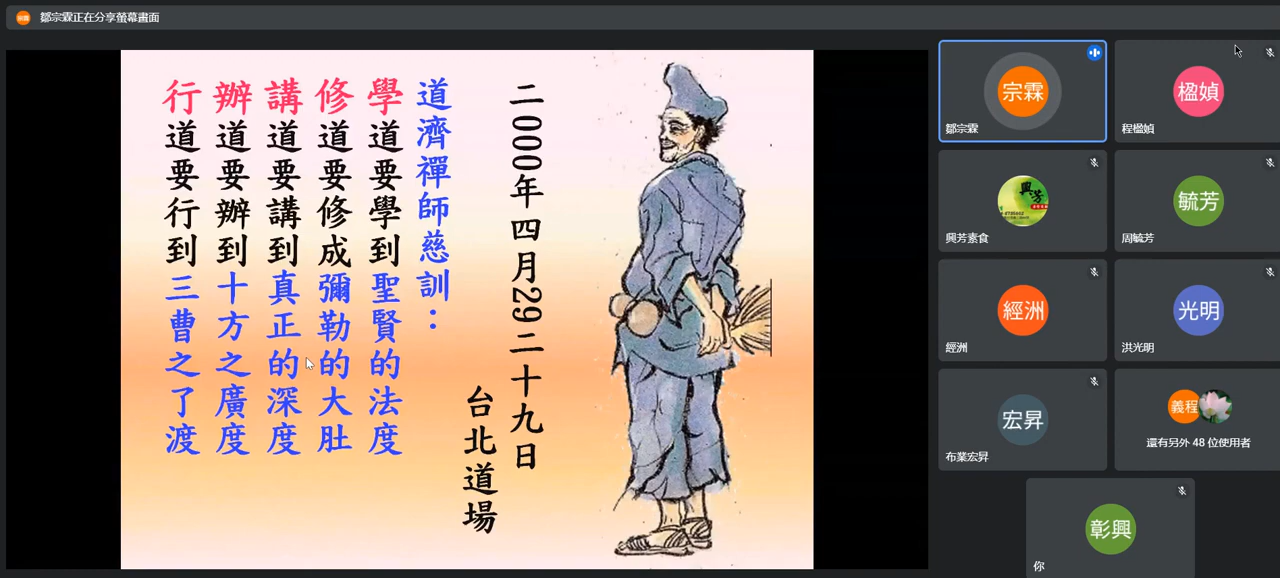 鄒宗霖正在分享螢幕畫面
二000年四月29二十九日
台北道場
道濟禪師慈訓：
學道要學到聖賢的法度
修道要修成彌勒的大肚
講道要講到真正的深度
辦道要辦到十方之廣度
行道要行到三曹之了渡
宗霖
鄒宗霖
楹媜
程楹媜
興芳素食
毓芳
周毓芳
經洲
經洲
光明
洪光明
宏昇
布業宏昇
義程
還有另外 48 位使用者
彰興
你